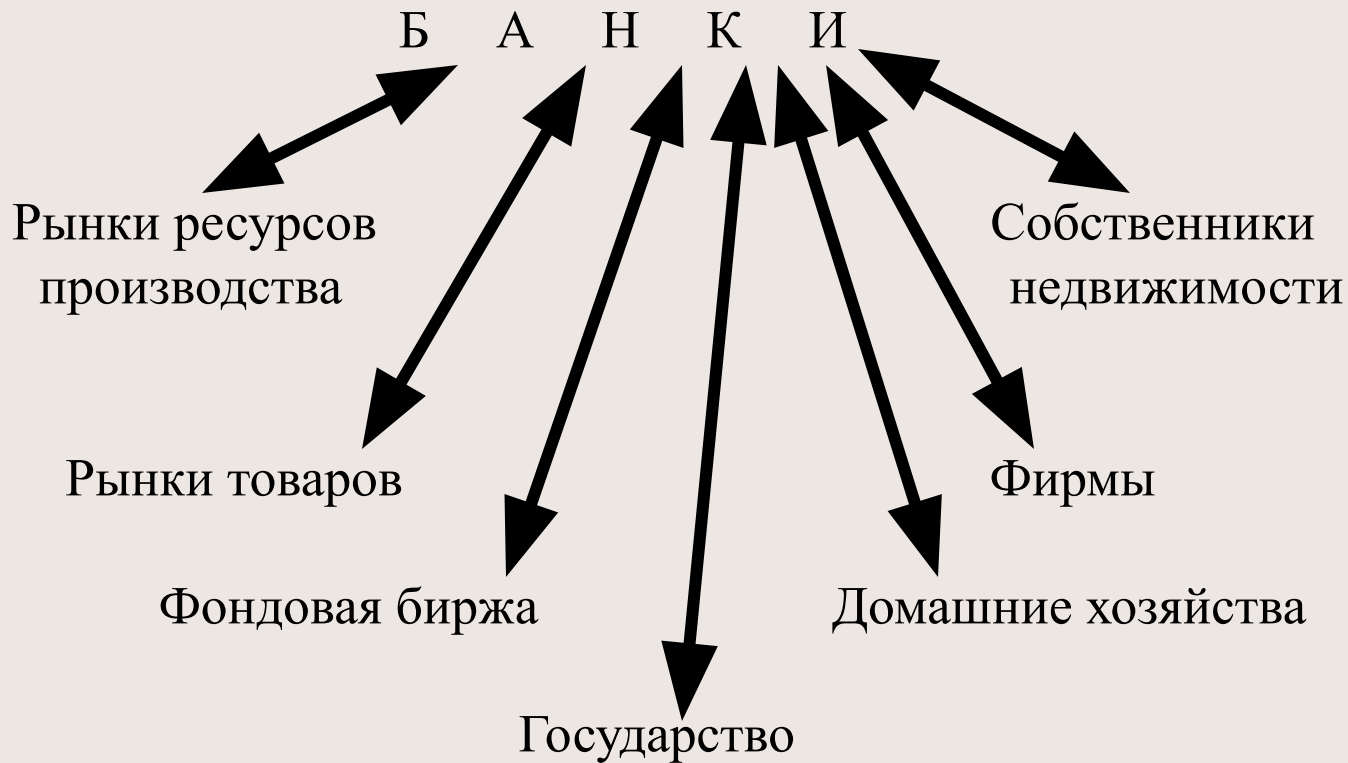 Б А Н К И
Рынки ресурсов
производства
Собственники
недвижимости
Рынки товаров
Фирмы
Фондовая биржа
Домашние хозяйства
Государство